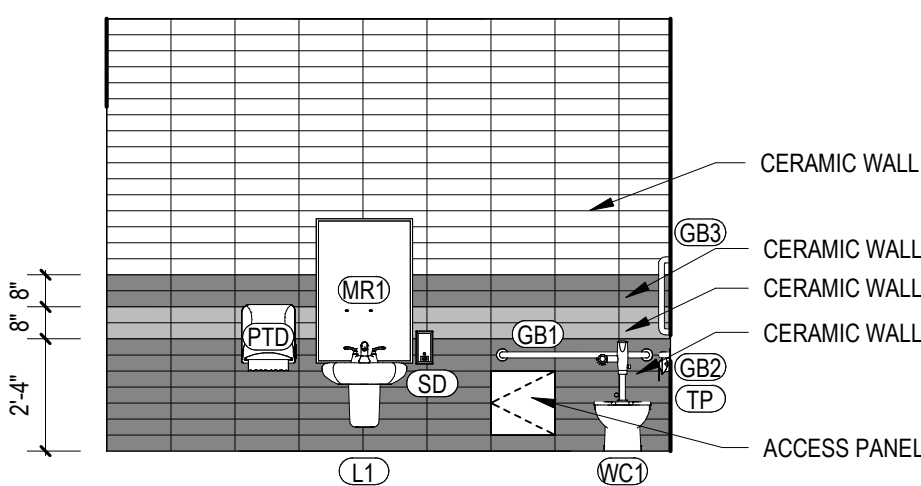 CERAMIC WALL
GB3
CERAMIC WALL
8"
MR1
CERAMIC WALL
8"
PTD
GB1
CERAMIC WALL
GB2
SD
2'-4"
TP
ACCESS PANEL
L1
WC1